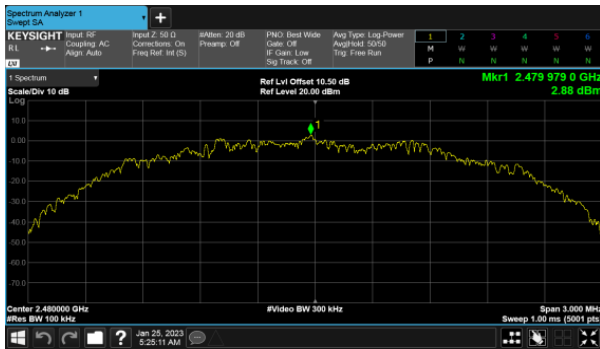 Spectrum Analyzer 1
Swept SA
+
KEYSIGHT
RL
LXI
Input: RF
Coupling: AC
Align: Auto
Input Z: 50 Ω
Corrections: On
Freq Ref: Int (S)
#Atten: 20 dB
Preamp: Off
PNO: Best Wide
Gate: Off
IF Gain: Low
Sig Track: Off
Avg Type: Log-Power
Avg|Hold: 50/50
Trig: Free Run
1 2 3 4 5 6
M W W W W W
P N N N N N
1 Spectrum
Scale/Div 10 dB
Ref Lvl Offset 10.50 dB
Ref Level 20.00 dBm
Mkr1 2.479 979 0 GHz
2.88 dBm
Log
1
10.0
0.00
-10.0
-20.0
-30.0
-40.0
-50.0
-60.0
-70.0
Center 2.480000 GHz
#Res BW 100 kHz
#Video BW 300 kHz
Span 3.000 MHz
Sweep 1.00 ms (5001 pts)
?
Jan 25, 2023
5:25:11 AM